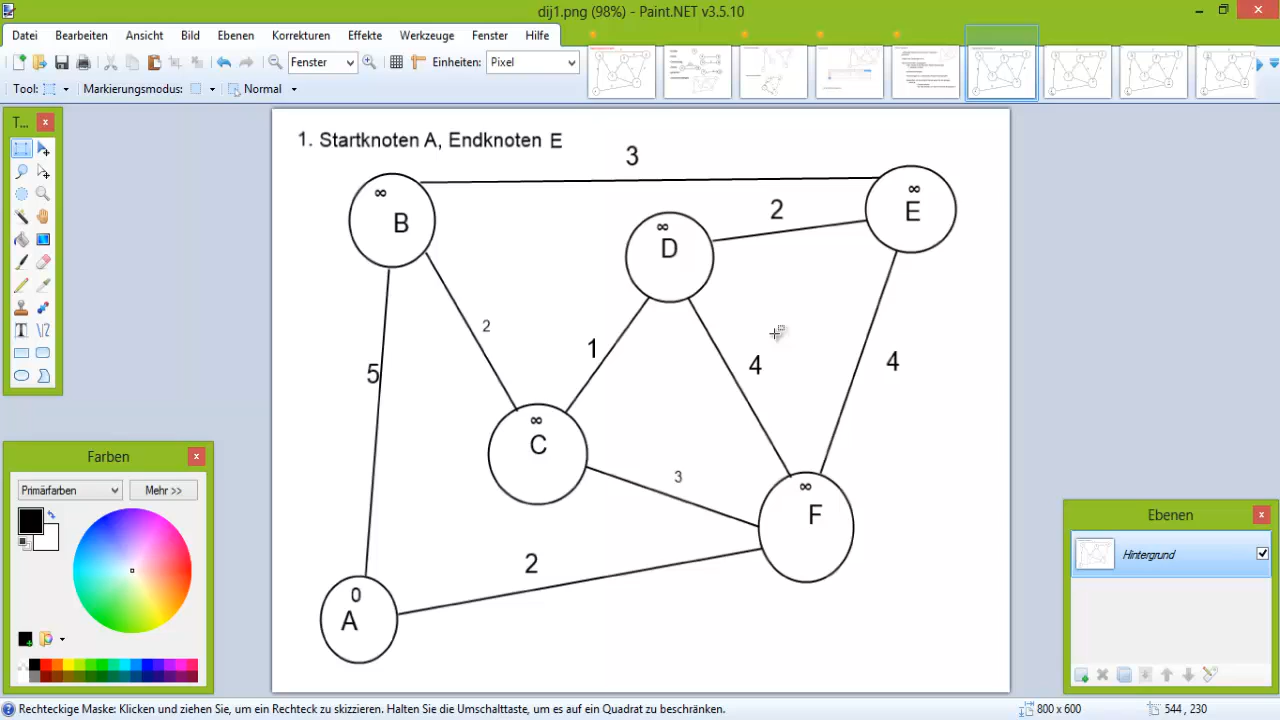 dij1.png (98%) - Paint.NET v3.5.10
Datei Bearbeiten Ansicht Bild Ebenen Korrekturen Effekte Werkzeuge Fenster Hilfe
Fenster Einheiten: Pixel
Tool: Markierungsmodus: Normal
T... x
1. Startknoten A, Endknoten E
3
∞
B
∞
E
2
∞
D
2
1
4
4
5
∞
C
3
∞
F
2
0
A
Farben x
Primärfarben Mehr >>
Ebenen x
Hintergrund
Rechteckige Maske: Klicken und ziehen Sie, um ein Rechteck zu skizzieren. Halten Sie die Umschalttaste, um es auf ein Quadrat zu beschränken.
800 x 600
544 , 230